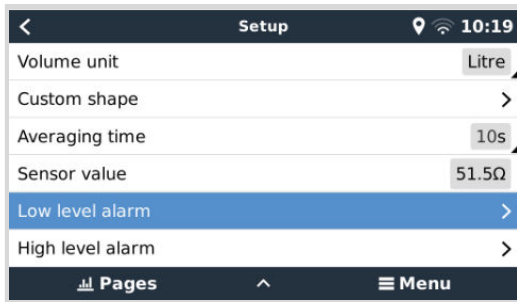 Setup 10:19
Volume unit Litre
Custom shape
Averaging time 10s
Sensor value 51.5Ω
Low level alarm
High level alarm
Pages Menu